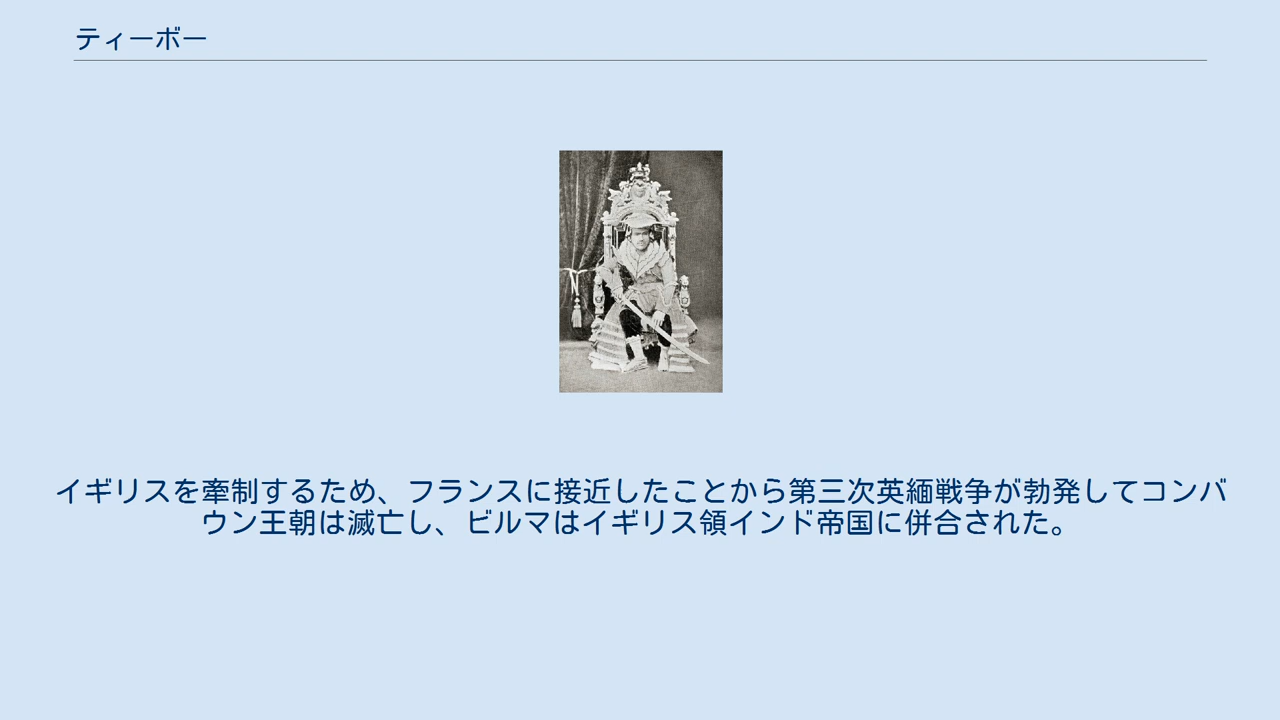 ティーボー
イギリスを牽制するため、フランスに接近したことから第三次英緬戦争が勃発してコンバ
ウン王朝は滅亡し、ビルマはイギリス領インド帝国に併合された。